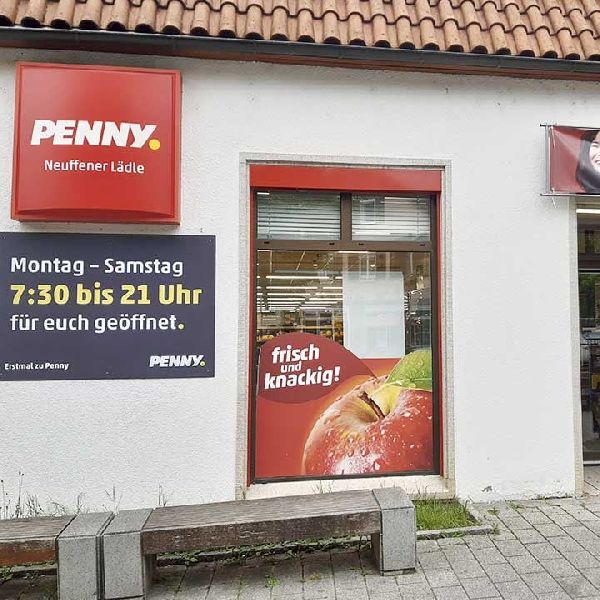 PENNY.
Neuffener Lädle
Montag – Samstag
7:30 bis 21 Uhr
für euch geöffnet.
Erstmal zu Penny
PENNY.
frisch
und
knackig!